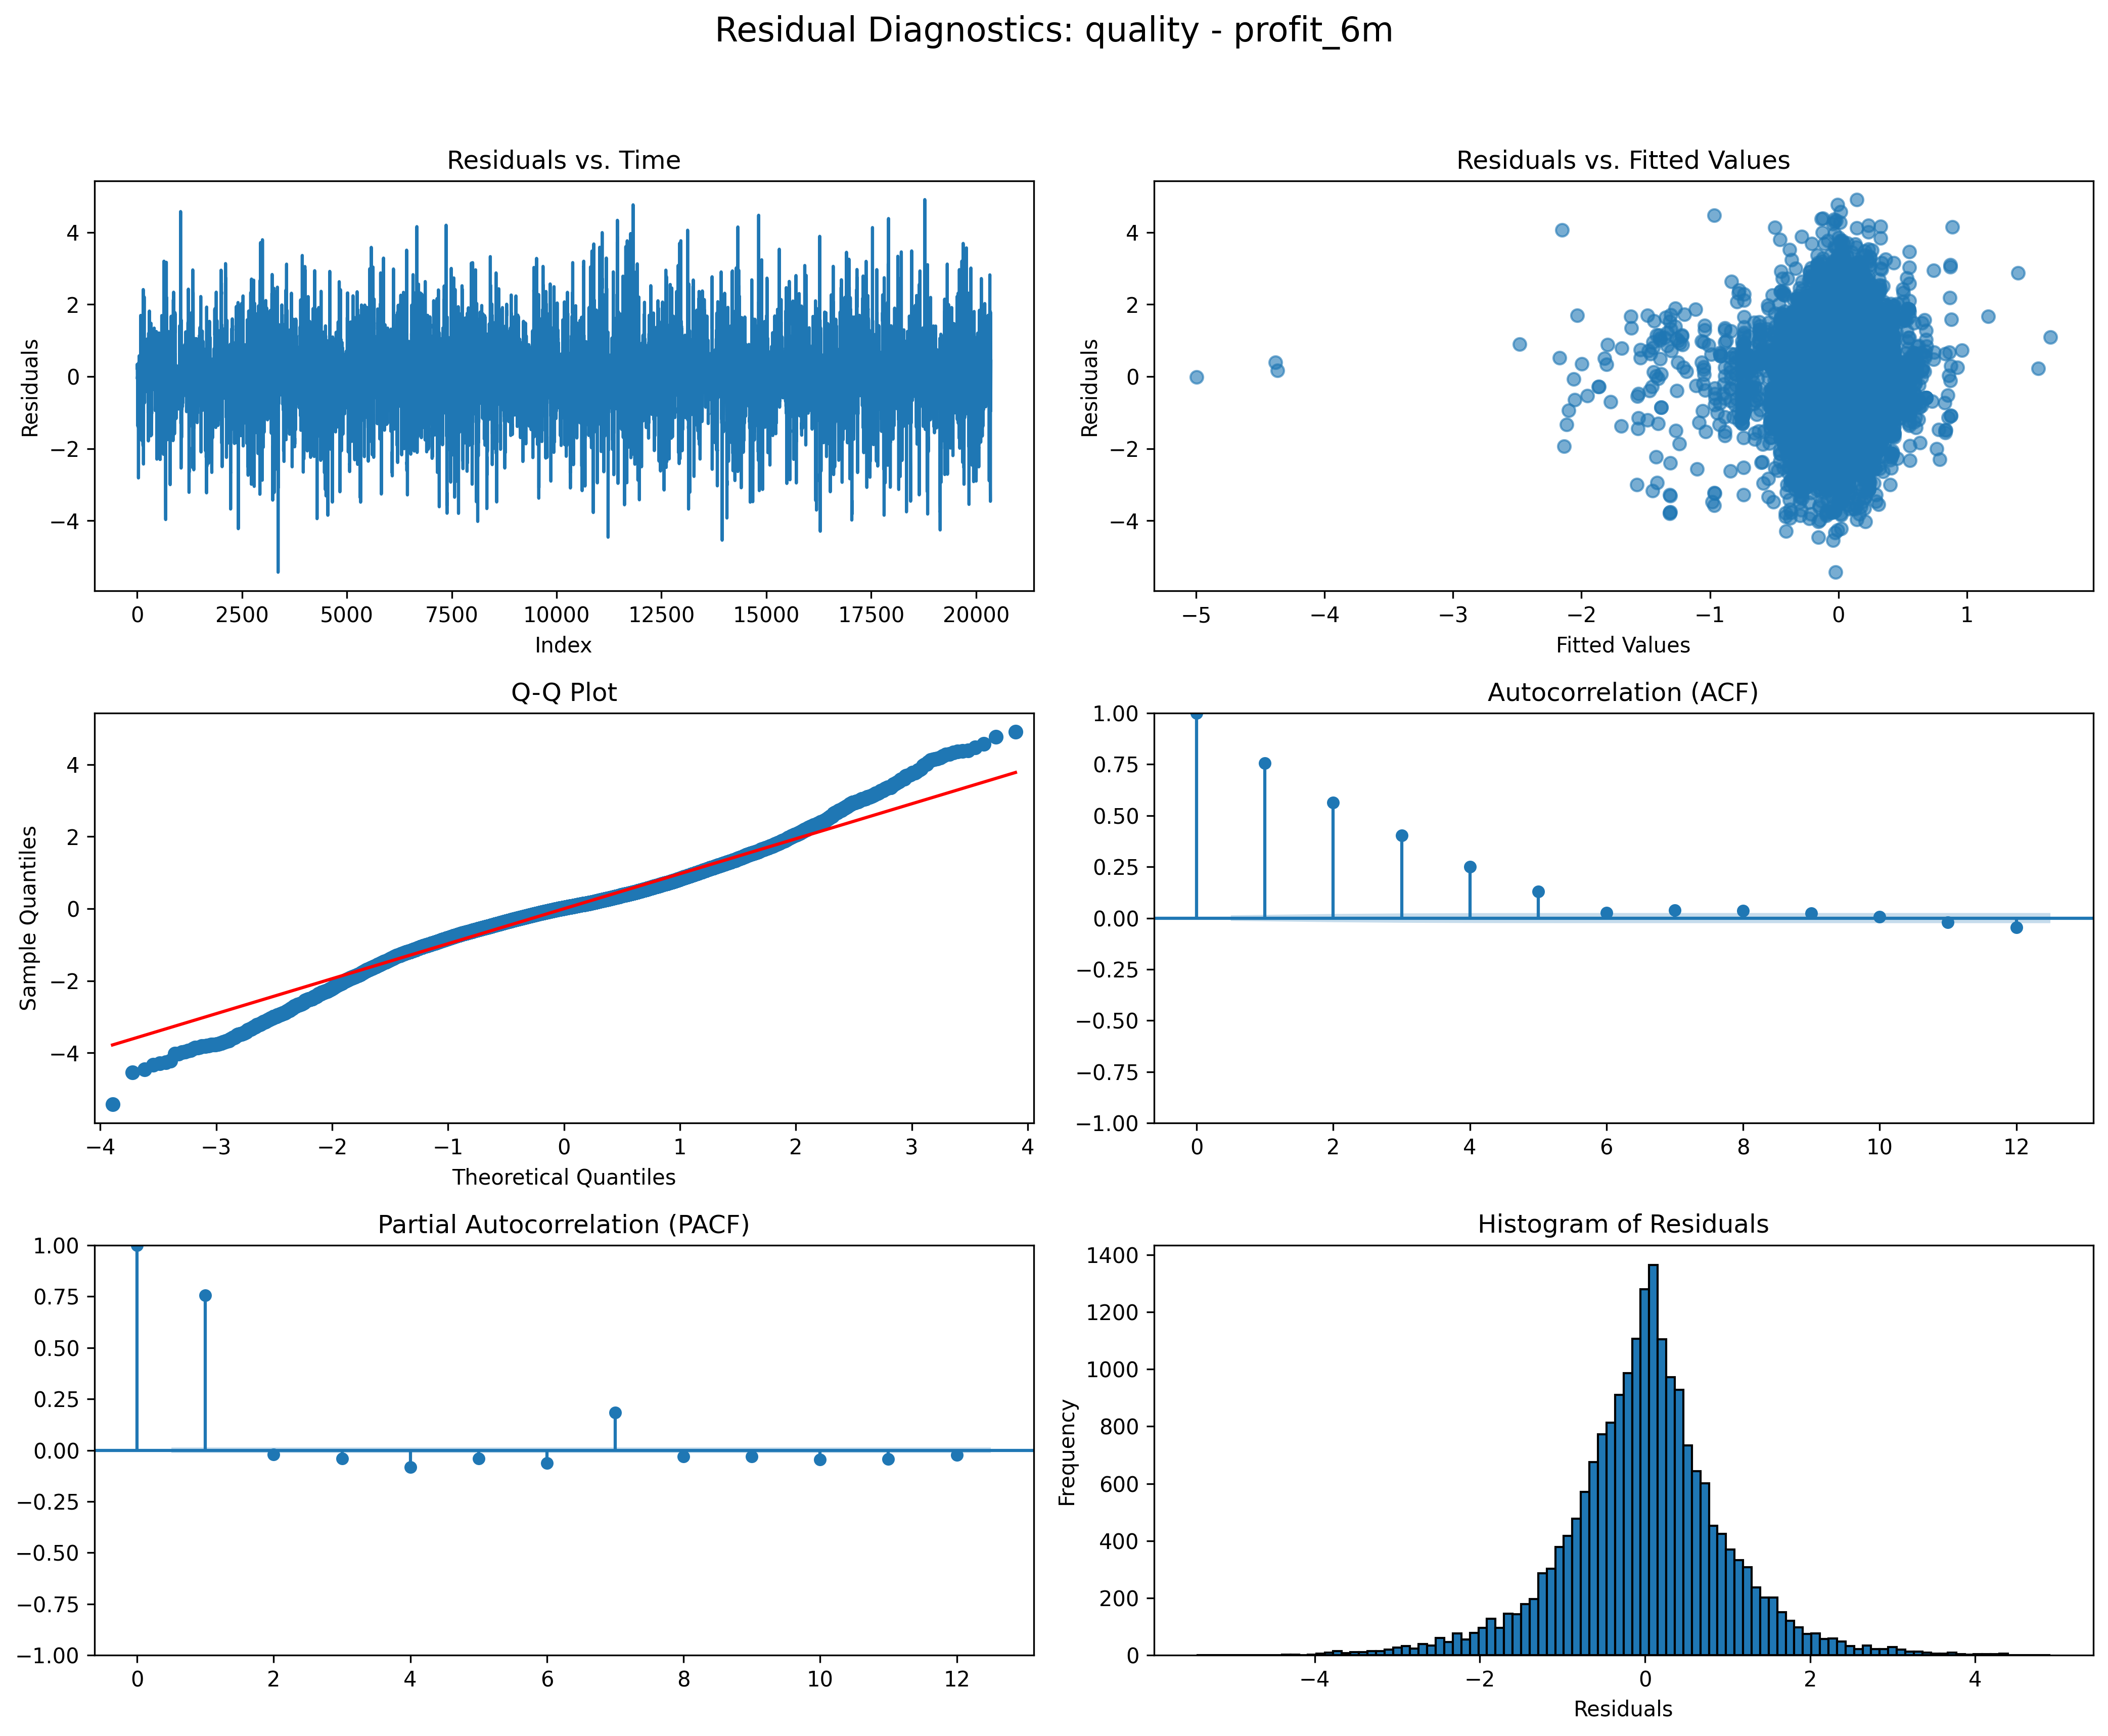 Residual Diagnostics: quality - profit_6m
Residuals vs. Time
Residuals
4
2
0
−2
−4
0 2500 5000 7500 10000 12500 15000 17500 20000
Index
Residuals vs. Fitted Values
Residuals
4
2
0
−2
−4
−5 −4 −3 −2 −1 0 1
Fitted Values
Q-Q Plot
Sample Quantiles
4
2
0
−2
−4
−4 −3 −2 −1 0 1 2 3 4
Theoretical Quantiles
Autocorrelation (ACF)
1.00
0.75
0.50
0.25
0.00
−0.25
−0.50
−0.75
−1.00
0 2 4 6 8 10 12
Partial Autocorrelation (PACF)
1.00
0.75
0.50
0.25
0.00
−0.25
−0.50
−0.75
−1.00
0 2 4 6 8 10 12
Histogram of Residuals
Frequency
1400
1200
1000
800
600
400
200
0
−4 −2 0 2 4
Residuals